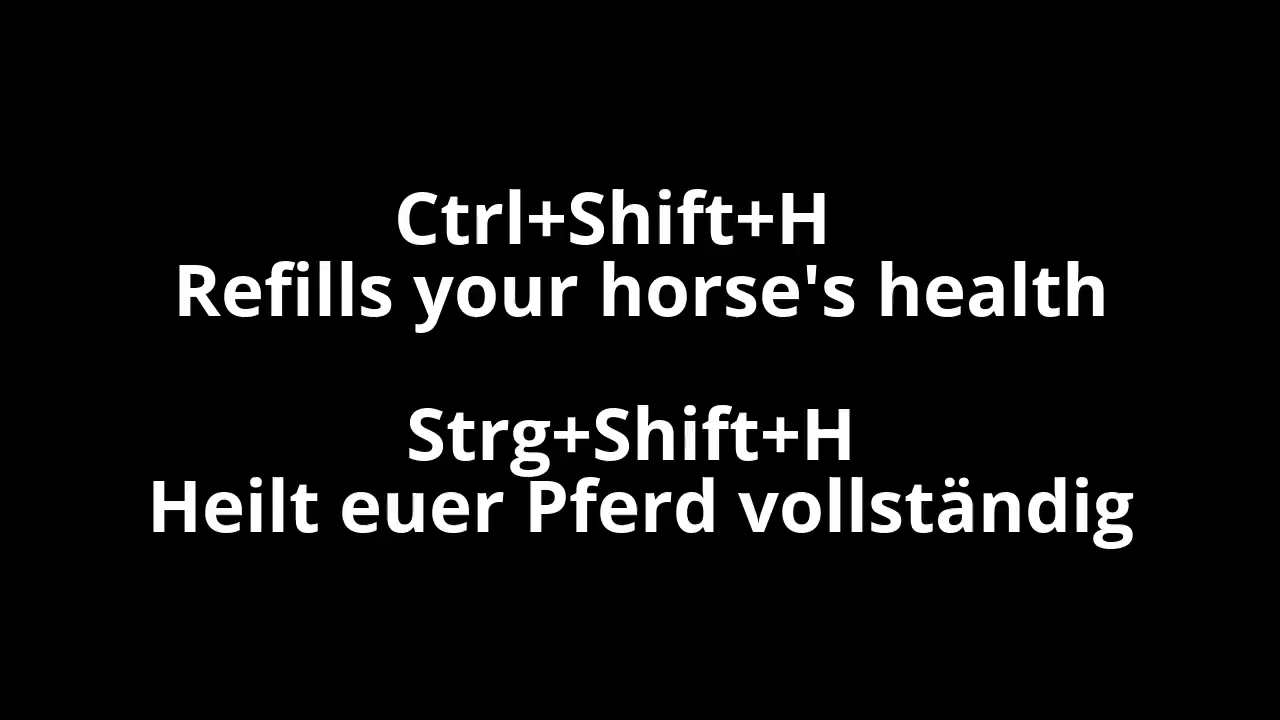 Ctrl+Shift+H
Refills your horse's health
Strg+Shift+H
Heilt euer Pferd vollständig